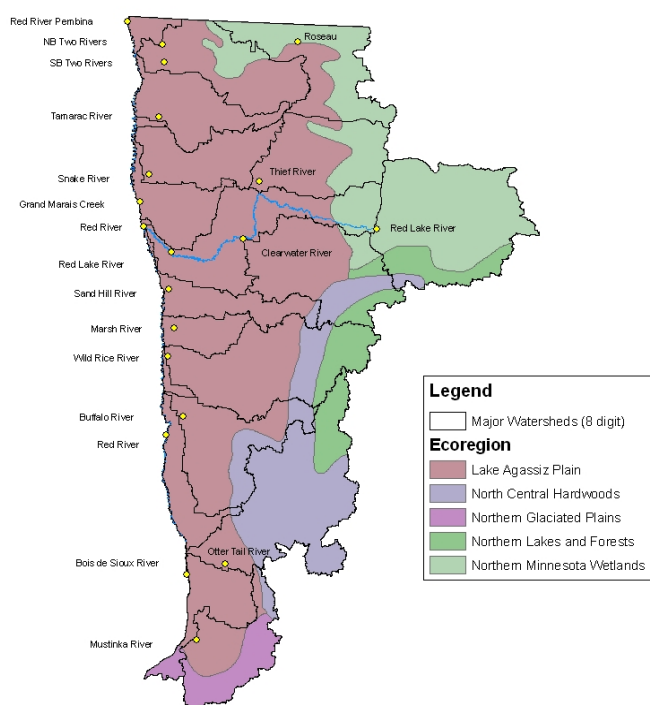 Red River Pembina
NB Two Rivers
Roseau
SB Two Rivers
Tamarac River
Thief River
Snake River
Grand Marais Creek
Red River
Red Lake River
Clearwater River
Red Lake River
Sand Hill River
Marsh River
Wild Rice River
Buffalo River
Red River
Otter Tail River
Bois de Sioux River
Mustinka River
Legend
Major Watersheds (8 digit)
Ecoregion
Lake Agassiz Plain
North Central Hardwoods
Northern Glaciated Plains
Northern Lakes and Forests
Northern Minnesota Wetlands